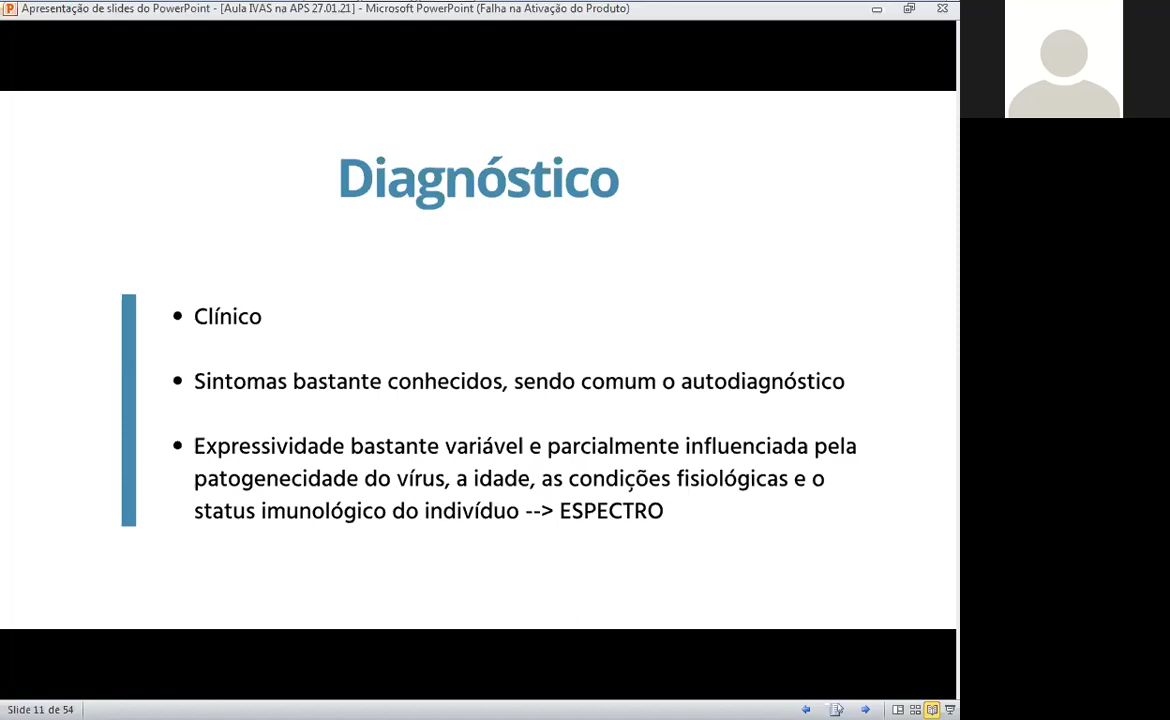 Apresentação de slides do PowerPoint - [Aula IVAS na APS 27.01.21] - Microsoft PowerPoint (Falha na Ativação do Produto)
Diagnóstico
• Clínico
• Sintomas bastante conhecidos, sendo comum o autodiagnóstico
• Expressividade bastante variável e parcialmente influenciada pela
patogenecidade do vírus, a idade, as condições fisiológicas e o
status imunológico do indivíduo --> ESPECTRO
Slide 11 de 54